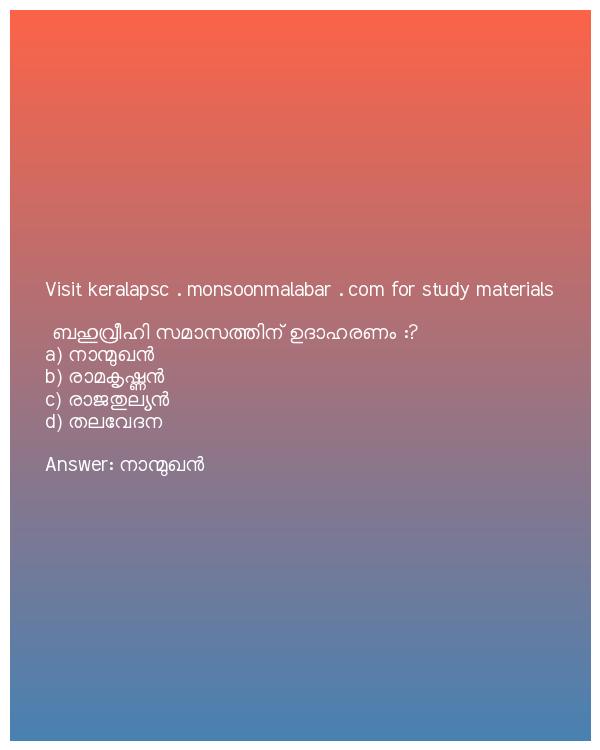 Visit keralapsc . monsoonmalabar . com for study materials
ബഹുവ്രീഹി സമാസത്തിന് ഉദാഹരണം :?
a) നാന്മുഖൻ
b) രാമകൃഷ്ണൻ
c) രാജതുല്യൻ
d) തലവേദന
Answer: നാന്മുഖൻ